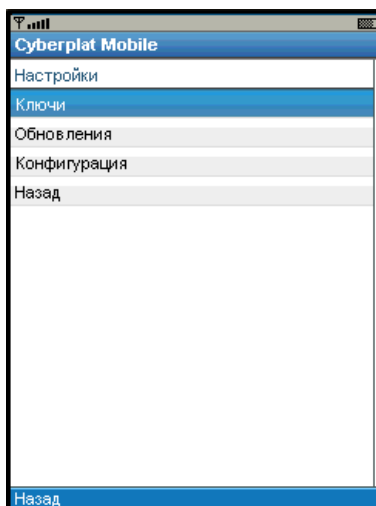 Cyberplat Mobile
Настройки
Ключи
Обновления
Конфигурация
Назад
Назад